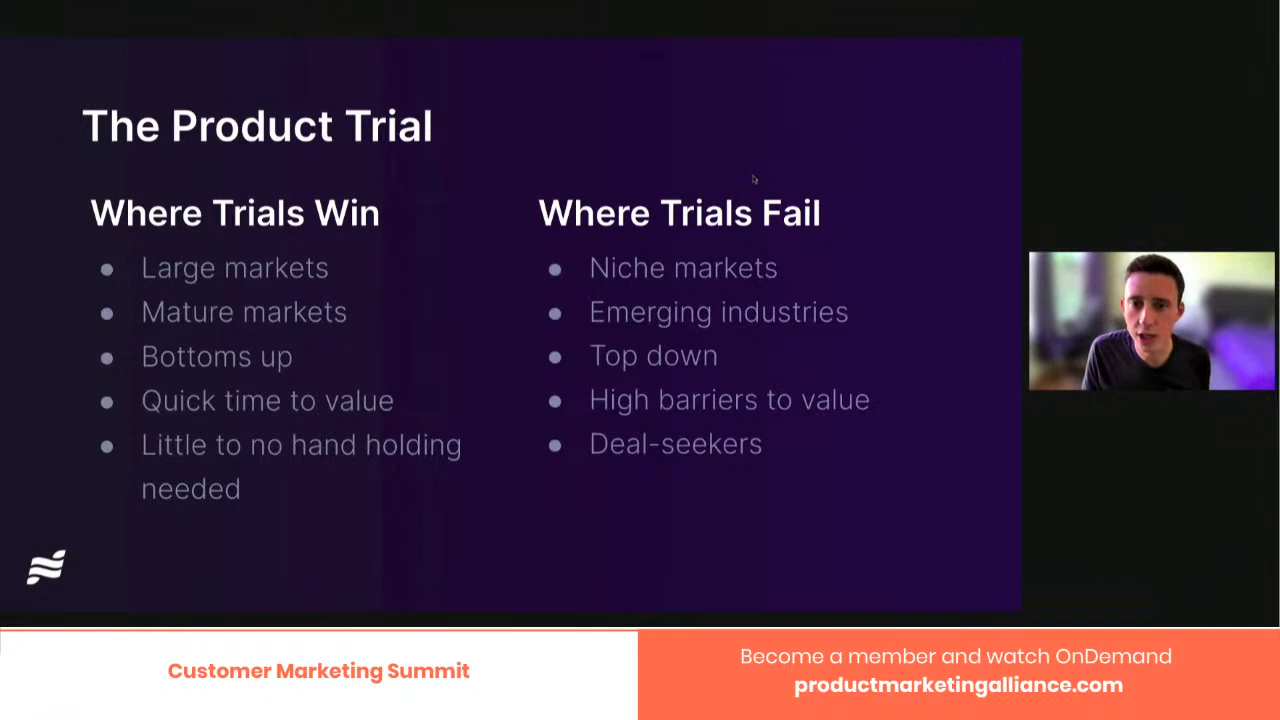 The Product Trial
Where Trials Win
Large markets
Mature markets
Bottoms up
Quick time to value
Little to no hand holding
needed
Where Trials Fail
Niche markets
Emerging industries
Top down
High barriers to value
Deal-seekers
Customer Marketing Summit
Become a member and watch OnDemand
productmarketingalliance.com